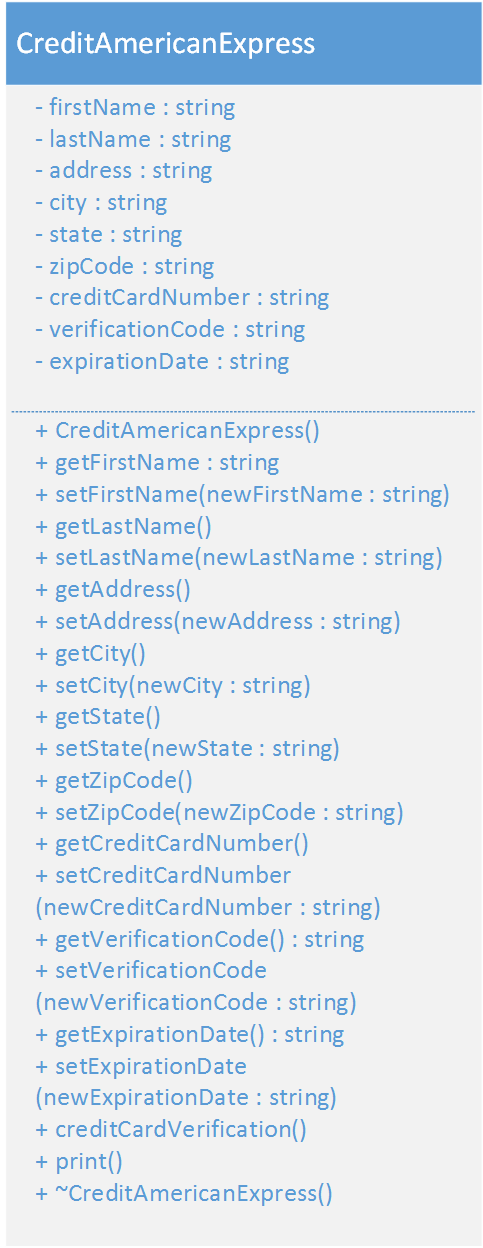 CreditAmericanExpress
- firstName : string
- lastName : string
- address : string
- city : string
- state : string
- zipCode : string
- creditCardNumber : string
- verificationCode : string
- expirationDate : string
+ CreditAmericanExpress()
+ getFirstName : string
+ setFirstName(newFirstName : string)
+ getLastName()
+ setLastName(newLastName : string)
+ getAddress()
+ setAddress(newAddress : string)
+ getCity()
+ setCity(newCity : string)
+ getState()
+ setState(newState : string)
+ getZipCode()
+ setZipCode(newZipCode : string)
+ getCreditCardNumber()
+ setCreditCardNumber
(newCreditCardNumber : string)
+ getVerificationCode() : string
+ setVerificationCode
(newVerificationCode : string)
+ getExpirationDate() : string
+ setExpirationDate
(newExpirationDate : string)
+ creditCardVerification()
+ print()
+ ~CreditAmericanExpress()